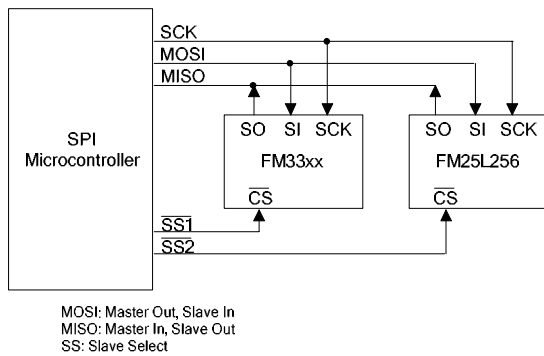 SCK
MOSI
MISO
SPI
Microcontroller
SO SI SCK
FM33xx
CS
SO SI SCK
FM25L256
CS
SS1
SS2
MOSI: Master Out, Slave In
MISO: Master In, Slave Out
SS: Slave Select